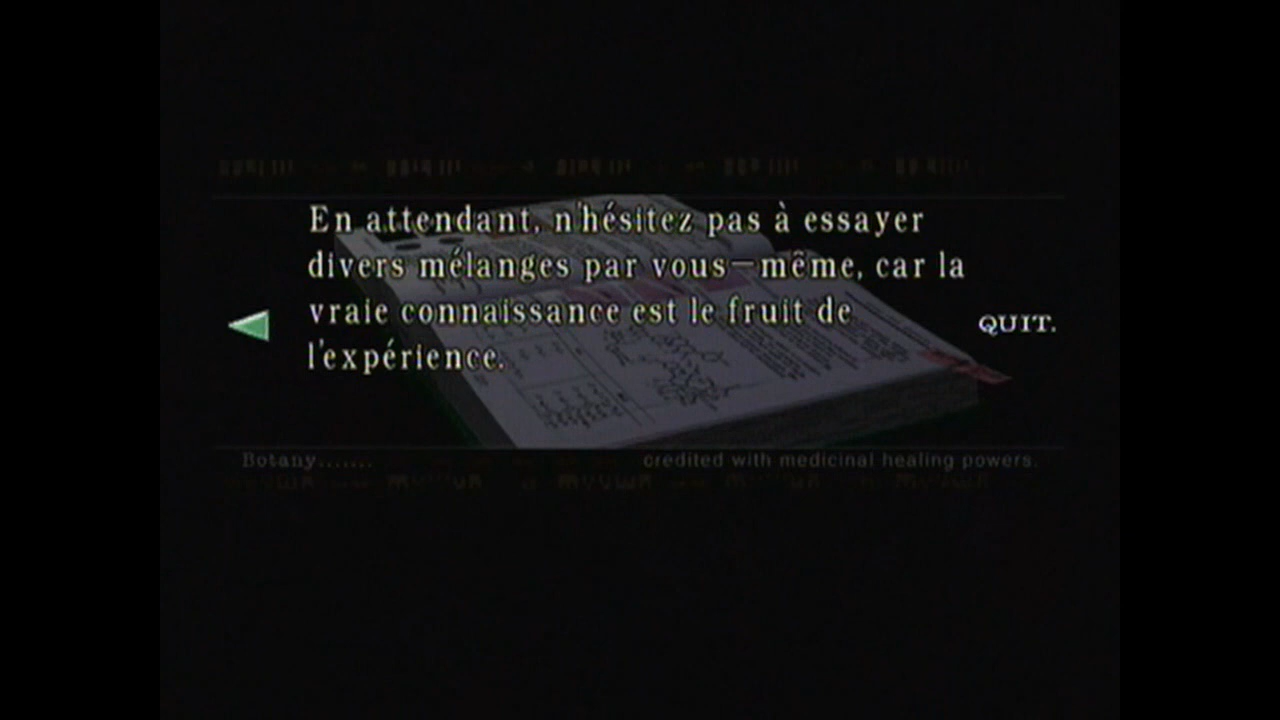 En attendant, n'hésitez pas à essayer
divers mélanges par vous-même, car la
vraie connaissance est le fruit de
l'expérience.
QUIT.
Botany.......
credited with medicinal healing powers.